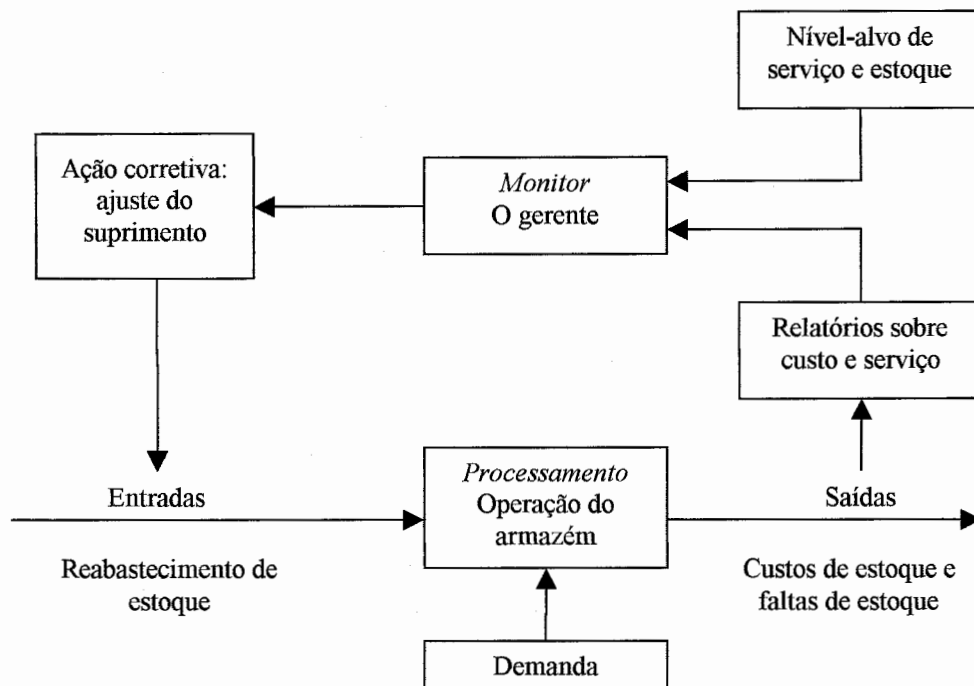 Nível-alvo de
serviço e estoque
Ação corretiva:
ajuste do
suprimento
Monitor
O gerente
Relatórios sobre
custo e serviço
Entradas
Processamento
Operação do
armazém
Saídas
Reabastecimento de
estoque
Custos de estoque e
faltas de estoque
Demanda